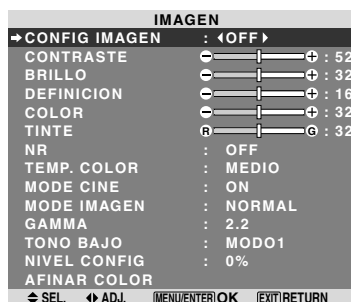 IMAGEN
CONFIG IMAGEN : OFF
CONTRASTE : 52
BRILLO : 32
DEFINICION : 16
COLOR : 32
TINTE R G : 32
NR : OFF
TEMP. COLOR : MEDIO
MODE CINE : ON
MODE IMAGEN : NORMAL
GAMMA : 2.2
TONO BAJO : MODO1
NIVEL CONFIG : 0%
AFINAR COLOR
SEL. ADJ. MENU/ENTER OK EXIT RETURN